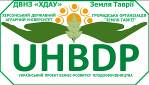 ДВНЗ «ХДАУ»
Земля Таврії
ХЕРСОНСЬКИЙ ДЕРЖАВНИЙ
АГРАРНИЙ УНІВЕРСИТЕТ
ГРОМАДСЬКА ОРГАНІЗАЦІЯ
"ЗЕМЛЯ ТАВРІЇ"
UHBDP
УКРАЇНСЬКИЙ ПРОЕКТ БІЗНЕС-РОЗВИТКУ ПЛОДООВОЧІВНИЦТВА